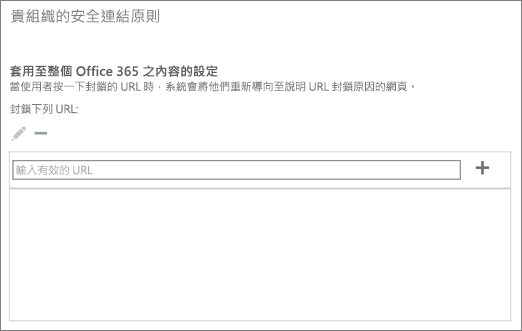 貴組織的安全連結原則
套用至整個 Office 365 之內容的設定
當使用者按一下封鎖的 URL 時，系統會將他們重新導向至說明 URL 封鎖原因的網頁。
封鎖下列 URL:
輸入有效的 URL